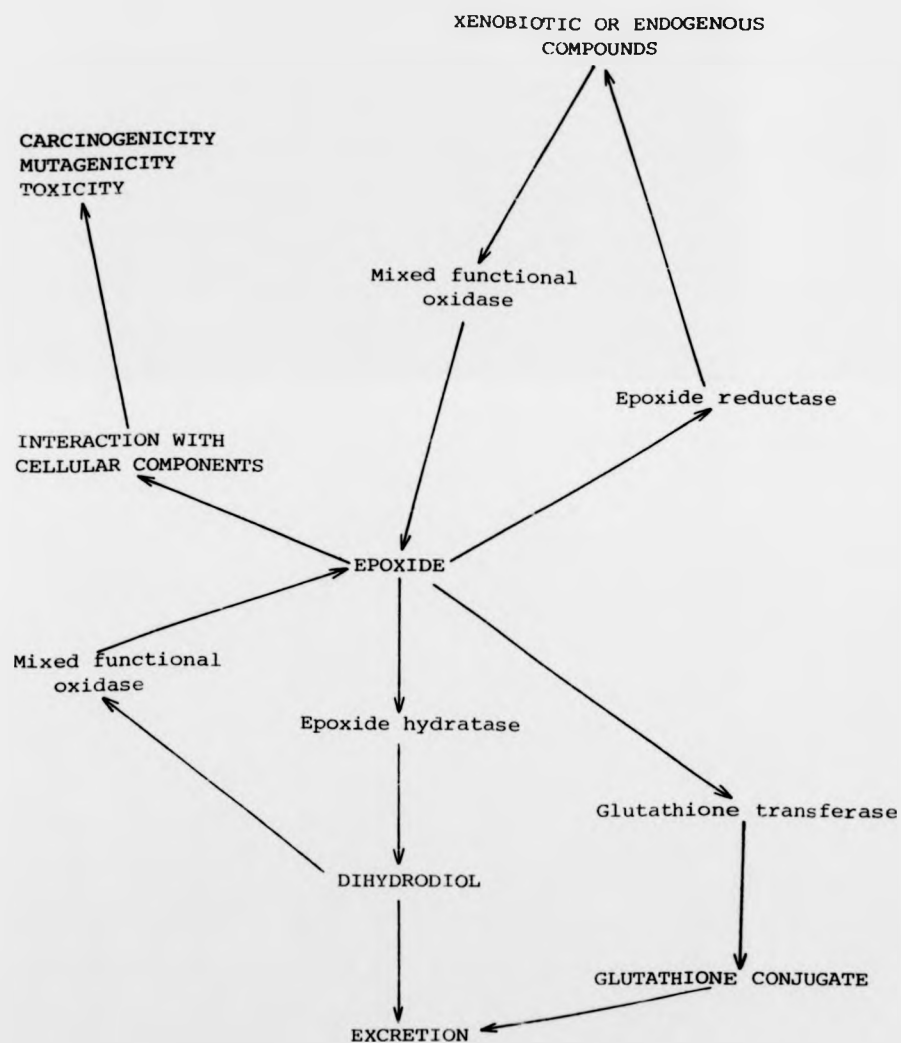 XENOBIOTIC OR ENDOGENOUS
COMPOUNDS
CARCINOGENICITY
MUTAGENICITY
TOXICITY
Mixed functional
oxidase
Epoxide reductase
INTERACTION WITH
CELLULAR COMPONENTS
EPOXIDE
Mixed functional
oxidase
Epoxide hydratase
Glutathione transferase
DIHYDRODIOL
GLUTATHIONE CONJUGATE
EXCRETION